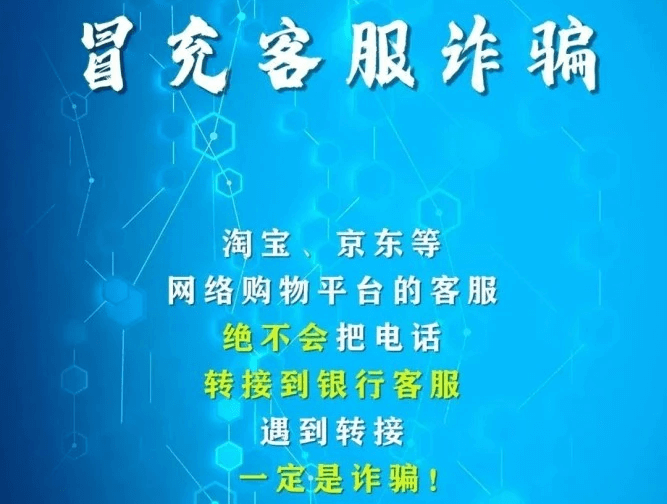 冒充客服诈骗
淘宝、京东等
网络购物平台的客服
绝不会把电话
转接到银行客服
遇到转接
一定是诈骗！